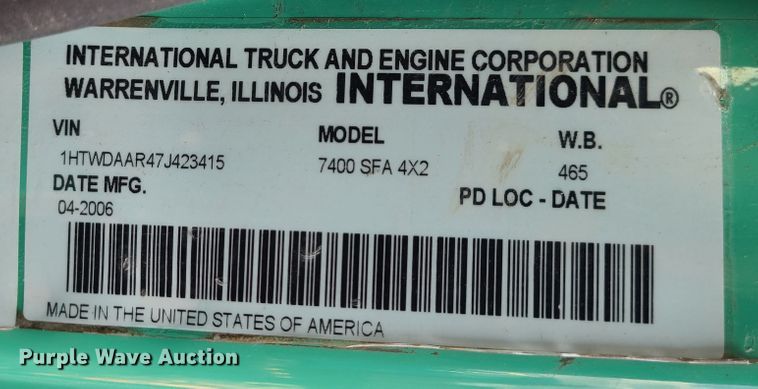 INTERNATIONAL TRUCK AND ENGINE CORPORATION
WARRENVILLE, ILLINOIS INTERNATIONAL®
VIN MODEL W.B.
1HTWDAAR47J423415 7400 SFA 4X2 465
DATE MFG. PD LOC - DATE
04-2006
MADE IN THE UNITED STATES OF AMERICA
Purple Wave Auction